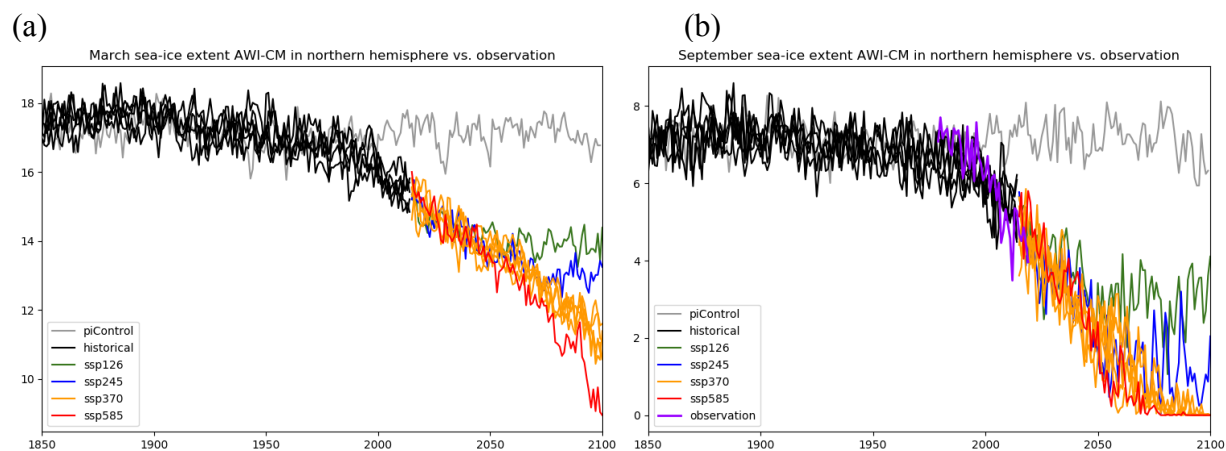 (a)
March sea-ice extent AWI-CM in northern hemisphere vs. observation
18
16
14
12
10
piControl
historical
ssp126
ssp245
ssp370
ssp585
1850
1900
1950
2000
2050
2100
(b)
September sea-ice extent AWI-CM in northern hemisphere vs. observation
8
6
4
2
0
piControl
historical
ssp126
ssp245
ssp370
ssp585
observation
1850
1900
1950
2000
2050
2100